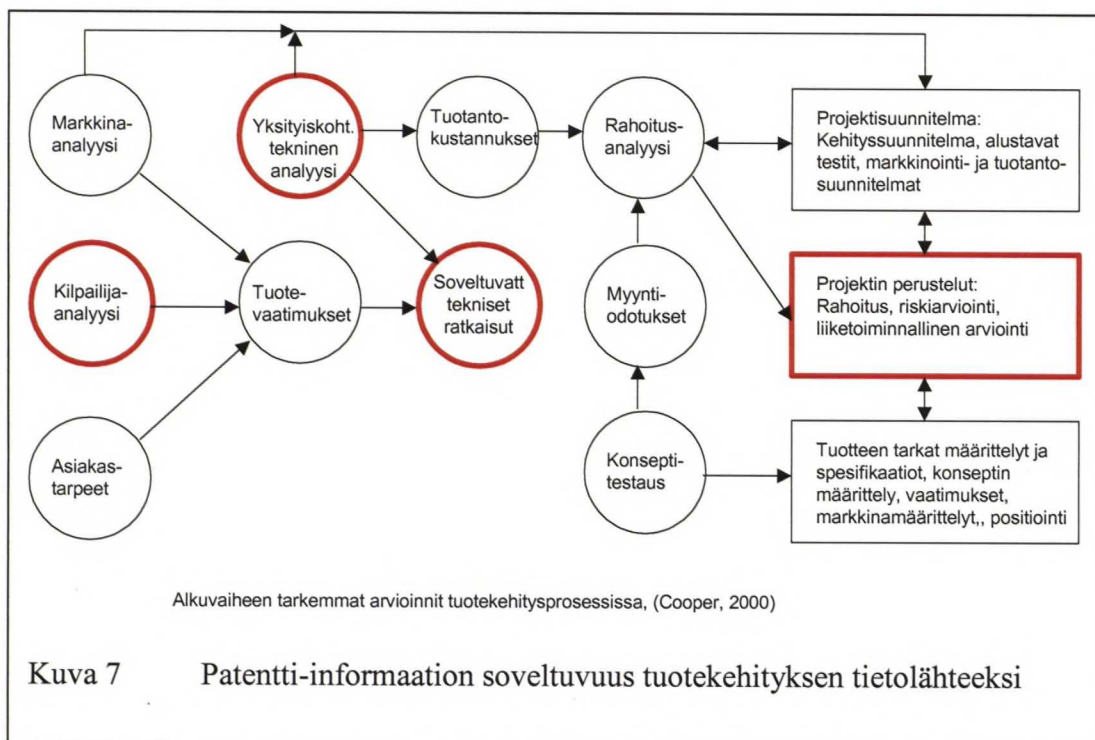 Markkina-
analyysi
Yksityiskoht.
tekninen
analyysi
Tuotanto-
kustannukset
Rahoitus-
analyysi
Projektisuunnitelma:
Kehityssuunnitelma, alustavat
testit, markkinointi- ja tuotanto-
suunnitelmat
Kilpailija-
analyysi
Tuote-
vaatimukset
Soveltuvatt
tekniset
ratkaisut
Myynti-
odotukset
Projektin perustelut:
Rahoitus, riskiarviointi,
liiketoiminnallinen arviointi
Asiakas-
tarpeet
Konsepti-
testaus
Tuotteen tarkat määrittelyt ja
spesifikaatiot, konseptin
määrittely, vaatimukset,
markkinamäärittelyt,, positiointi
Alkuvaiheen tarkemmat arvioinnit tuotekehitysprosessissa, (Cooper, 2000)
Kuva 7 Patentti-informaation soveltuvuus tuotekehityksen tietolähteeksi